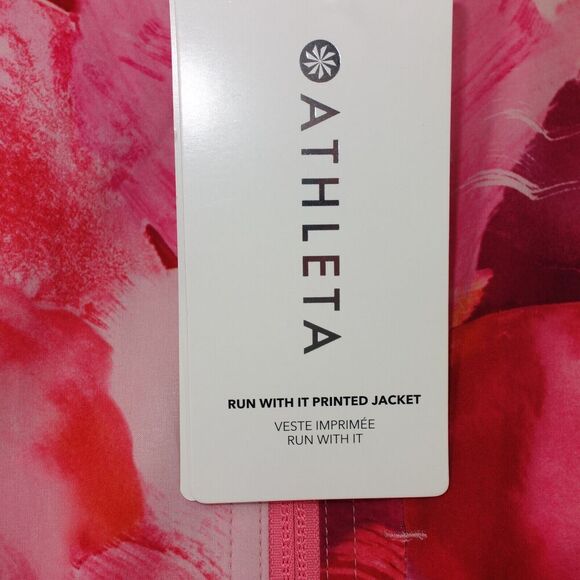 ATHLETA
RUN WITH IT PRINTED JACKET
VESTE IMPRIMÉE
RUN WITH IT